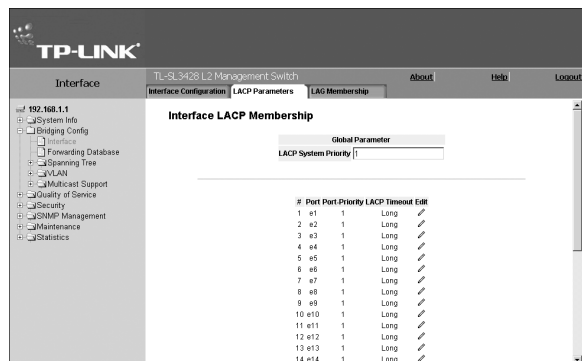 TP-LINK
Interface
TL-SL3428 L2 Management Switch
About
Help
Logout
Interface Configuration
LACP Parameters
LAG Membership
192.168.1.1
System Info
Bridging Config
Interface
Forwarding Database
Spanning Tree
VLAN
Multicast Support
Quality of Service
Security
SNMP Management
Maintenance
Statistics
Interface LACP Membership
Global Parameter
LACP System Priority 1
# Port Port-Priority LACP Timeout Edit
1 e1 1 Long
2 e2 1 Long
3 e3 1 Long
4 e4 1 Long
5 e5 1 Long
6 e6 1 Long
7 e7 1 Long
8 e8 1 Long
9 e9 1 Long
10 e10 1 Long
11 e11 1 Long
12 e12 1 Long
13 e13 1 Long
14 e14 1 Long